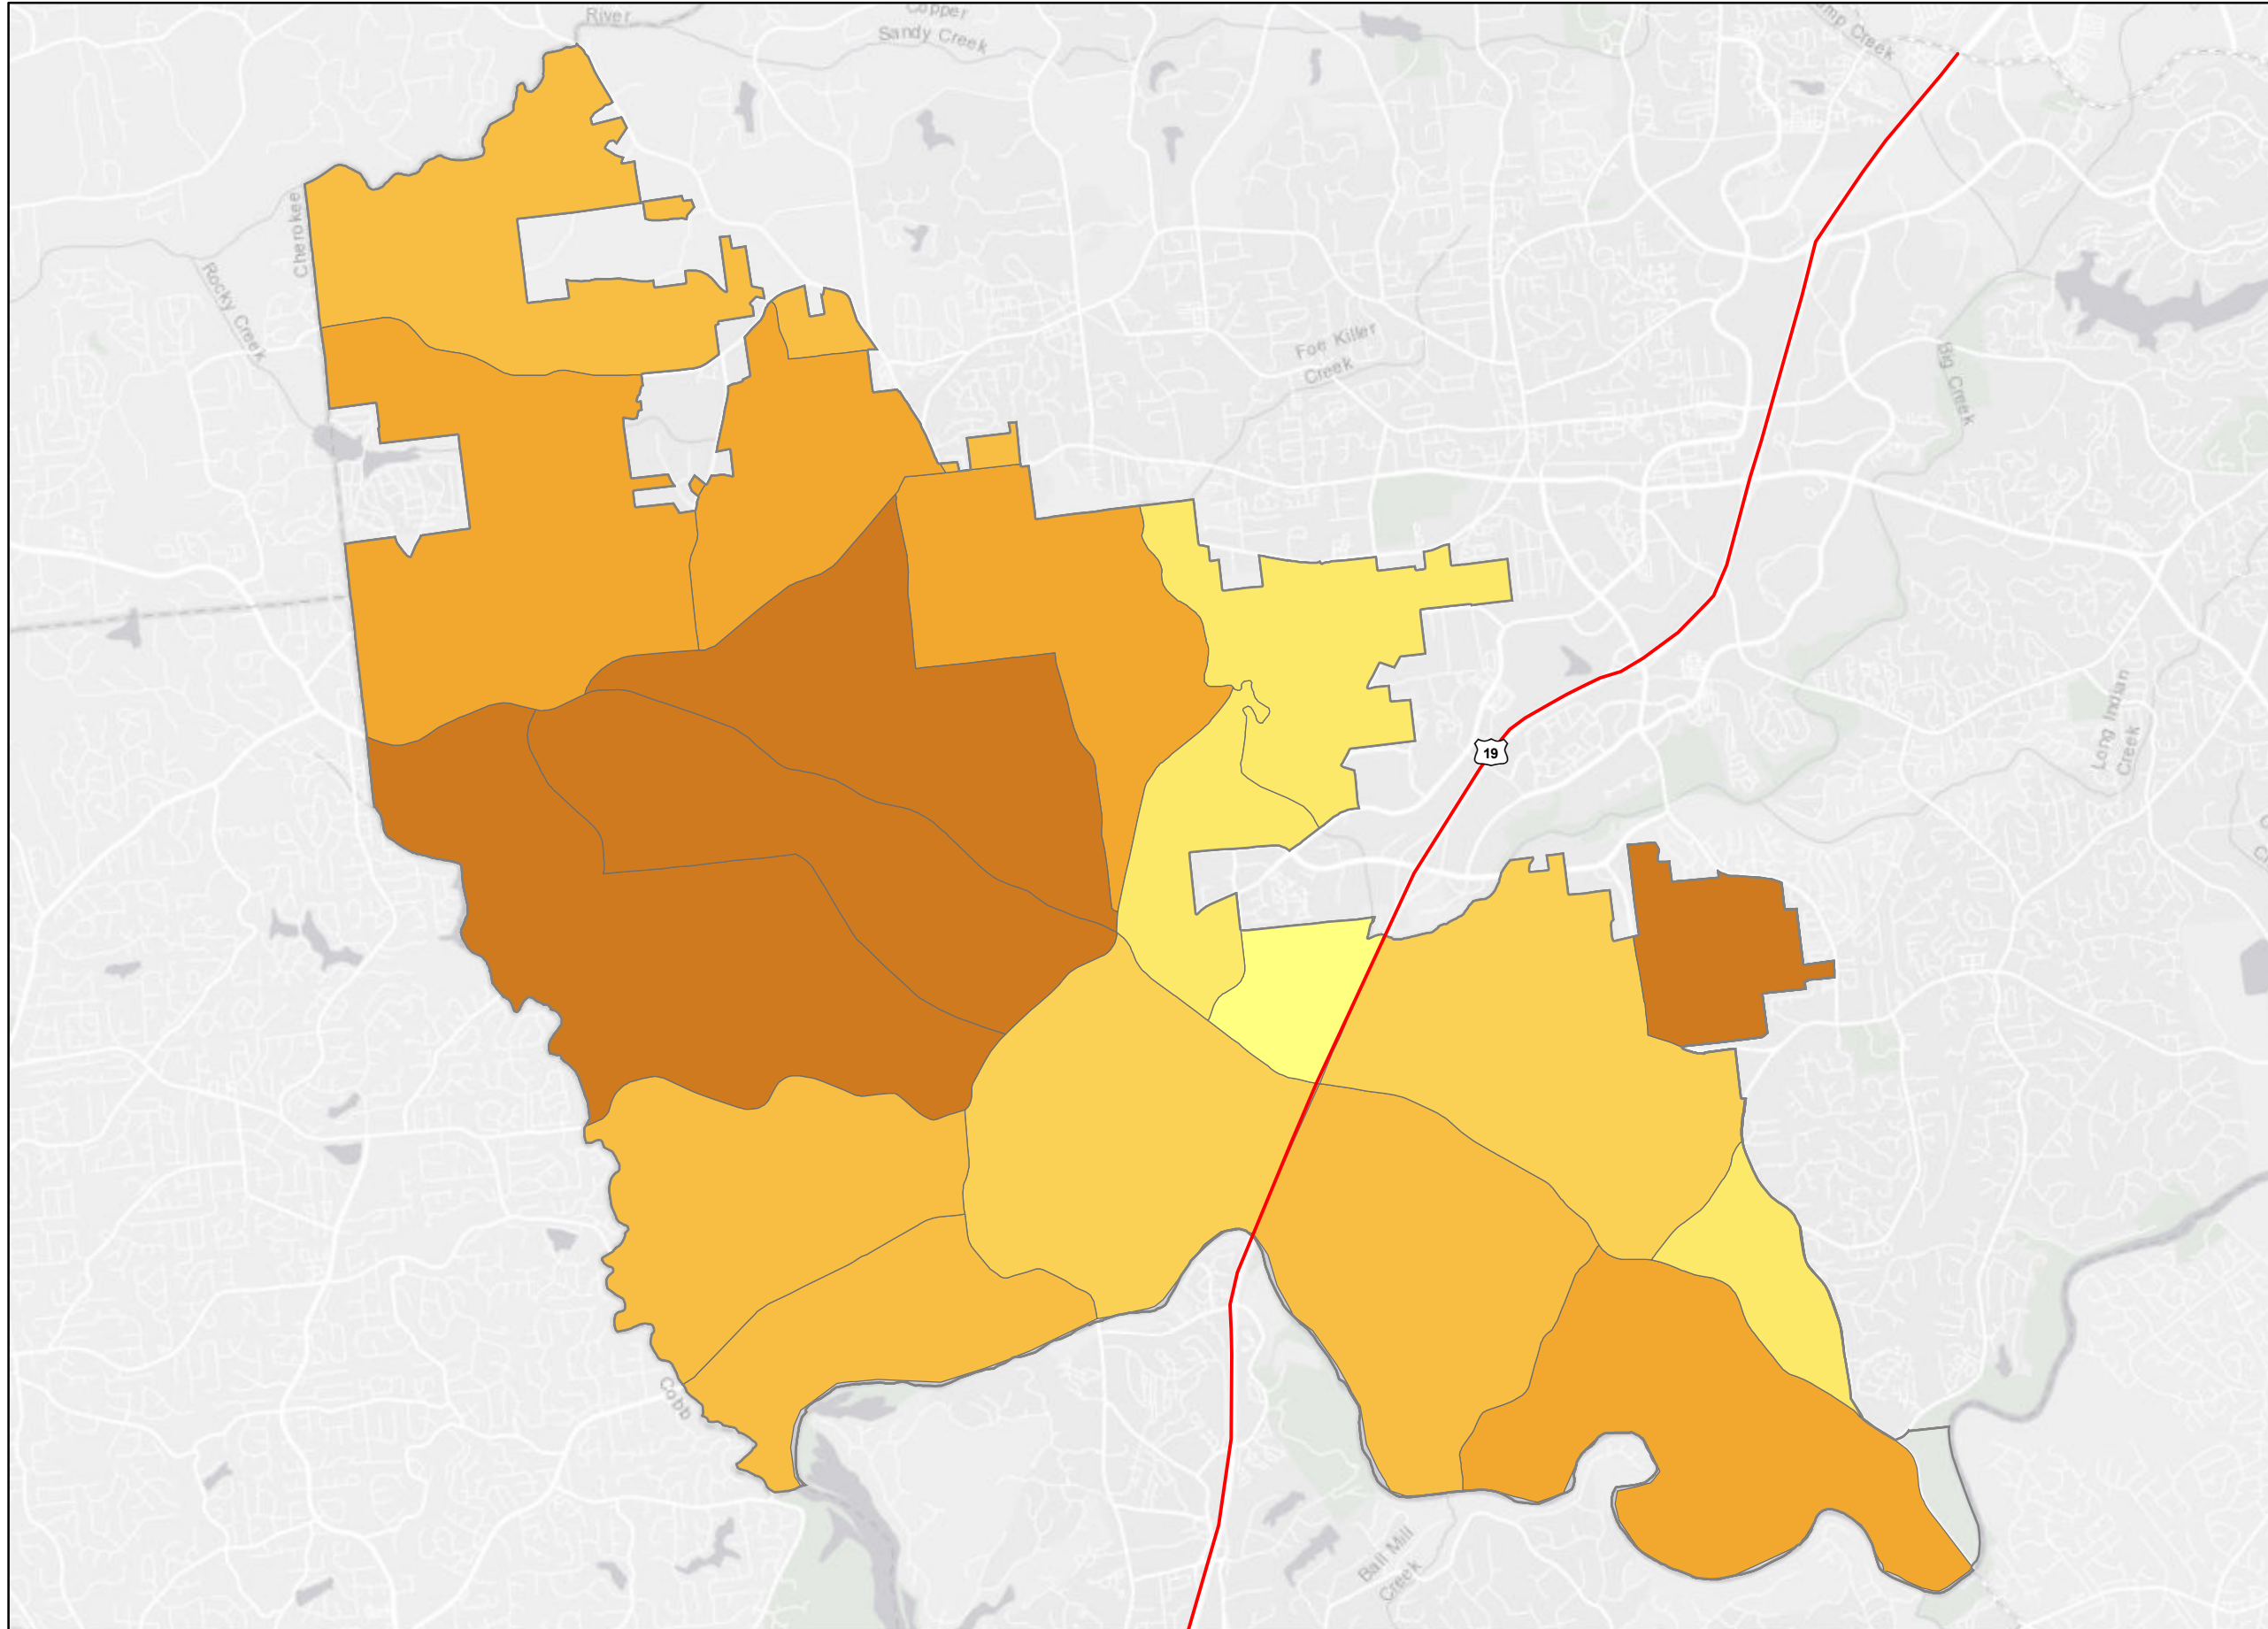 River
Copper
Sandy Creek
Cherokee
Rocky Creek
Foe Killer
Creek
Big Creek
Long Indian
Creek
19
Cobb
Ball Mill
Creek